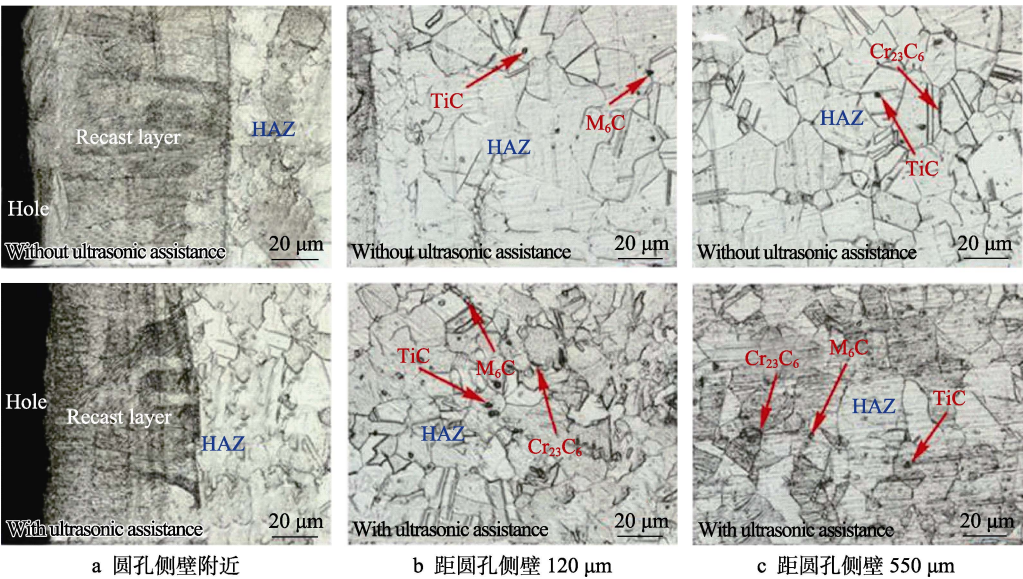 Recast layer
HAZ
Hole
Without ultrasonic assistance
20 μm
TiC
M₆C
HAZ
Without ultrasonic assistance
20 μm
Cr₂₃C₆
HAZ
TiC
Without ultrasonic assistance
20 μm
Hole
Recast layer
HAZ
With ultrasonic assistance
20 μm
TiC
M₆C
HAZ
Cr₂₃C₆
With ultrasonic assistance
20 μm
Cr₂₃C₆
M₆C
HAZ
TiC
With ultrasonic assistance
20 μm
a 圆孔侧壁附近
b 距圆孔侧壁 120 μm
c 距圆孔侧壁 550 μm